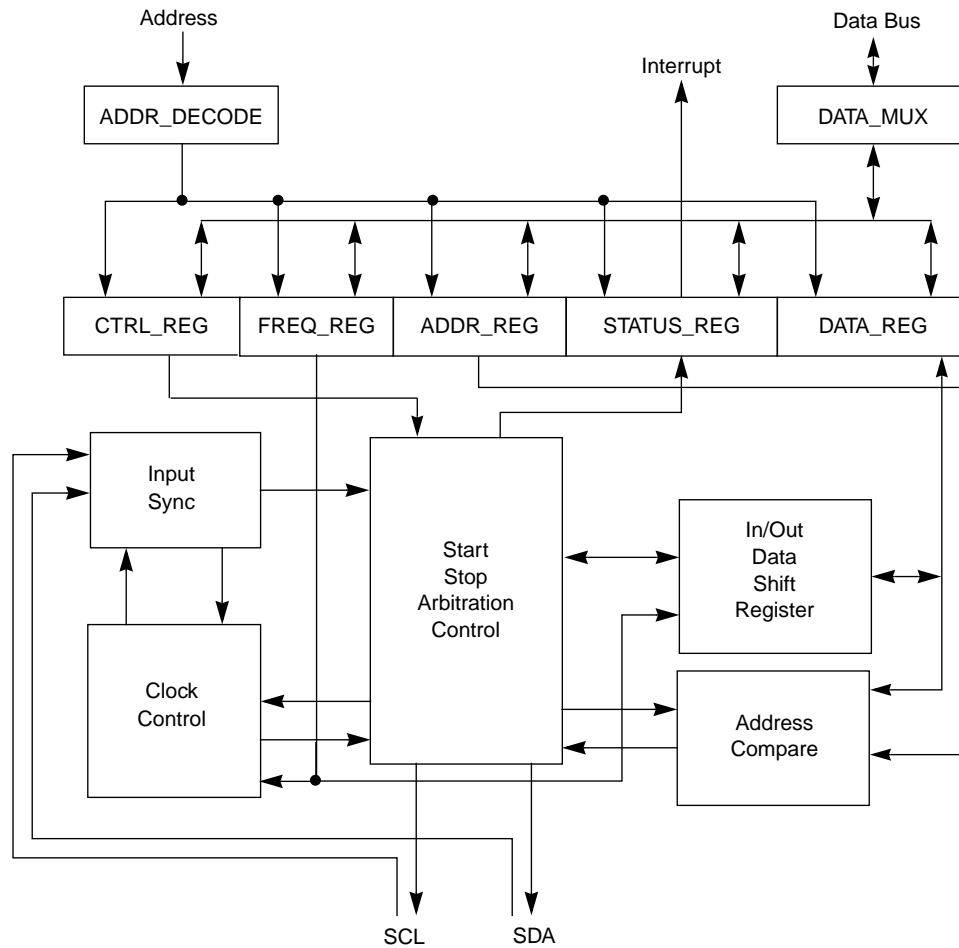 Address
Data Bus
Interrupt
ADDR_DECODE
DATA_MUX
CTRL_REG
FREQ_REG
ADDR_REG
STATUS_REG
DATA_REG
Input
Sync
Start
Stop
Arbitration
Control
In/Out
Data
Shift
Register
Clock
Control
Address
Compare
SCL
SDA